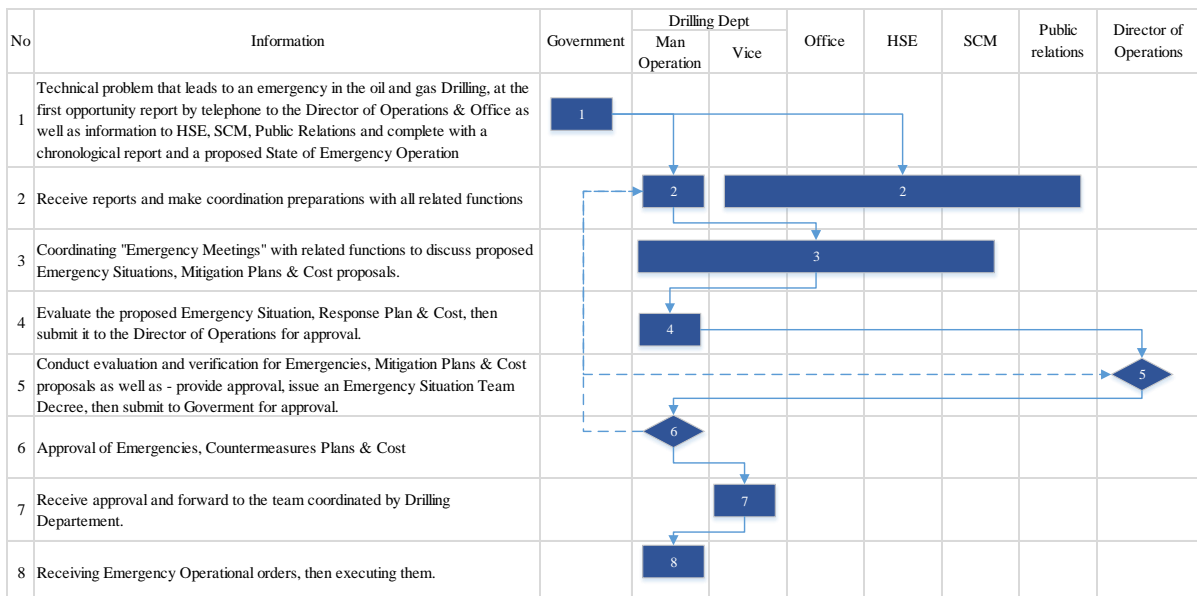 No
Information
Government
Drilling Dept
Man
Operation
Vice
Office
HSE
SCM
Public
relations
Director of
Operations
1
Technical problem that leads to an emergency in the oil and gas Drilling, at the
first opportunity report by telephone to the Director of Operations & Office as
well as information to HSE, SCM, Public Relations and complete with a
chronological report and a proposed State of Emergency Operation
1
2
Receive reports and make coordination preparations with all related functions
2
2
3
Coordinating "Emergency Meetings" with related functions to discuss proposed
Emergency Situations, Mitigation Plans & Cost proposals.
3
4
Evaluate the proposed Emergency Situation, Response Plan & Cost, then
submit it to the Director of Operations for approval.
4
5
Conduct evaluation and verification for Emergencies, Mitigation Plans & Cost
proposals as well as - provide approval, issue an Emergency Situation Team
Decree, then submit to Goverment for approval.
5
6
Approval of Emergencies, Countermeasures Plans & Cost
6
7
Receive approval and forward to the team coordinated by Drilling
Departement.
7
8
Receiving Emergency Operational orders, then executing them.
8